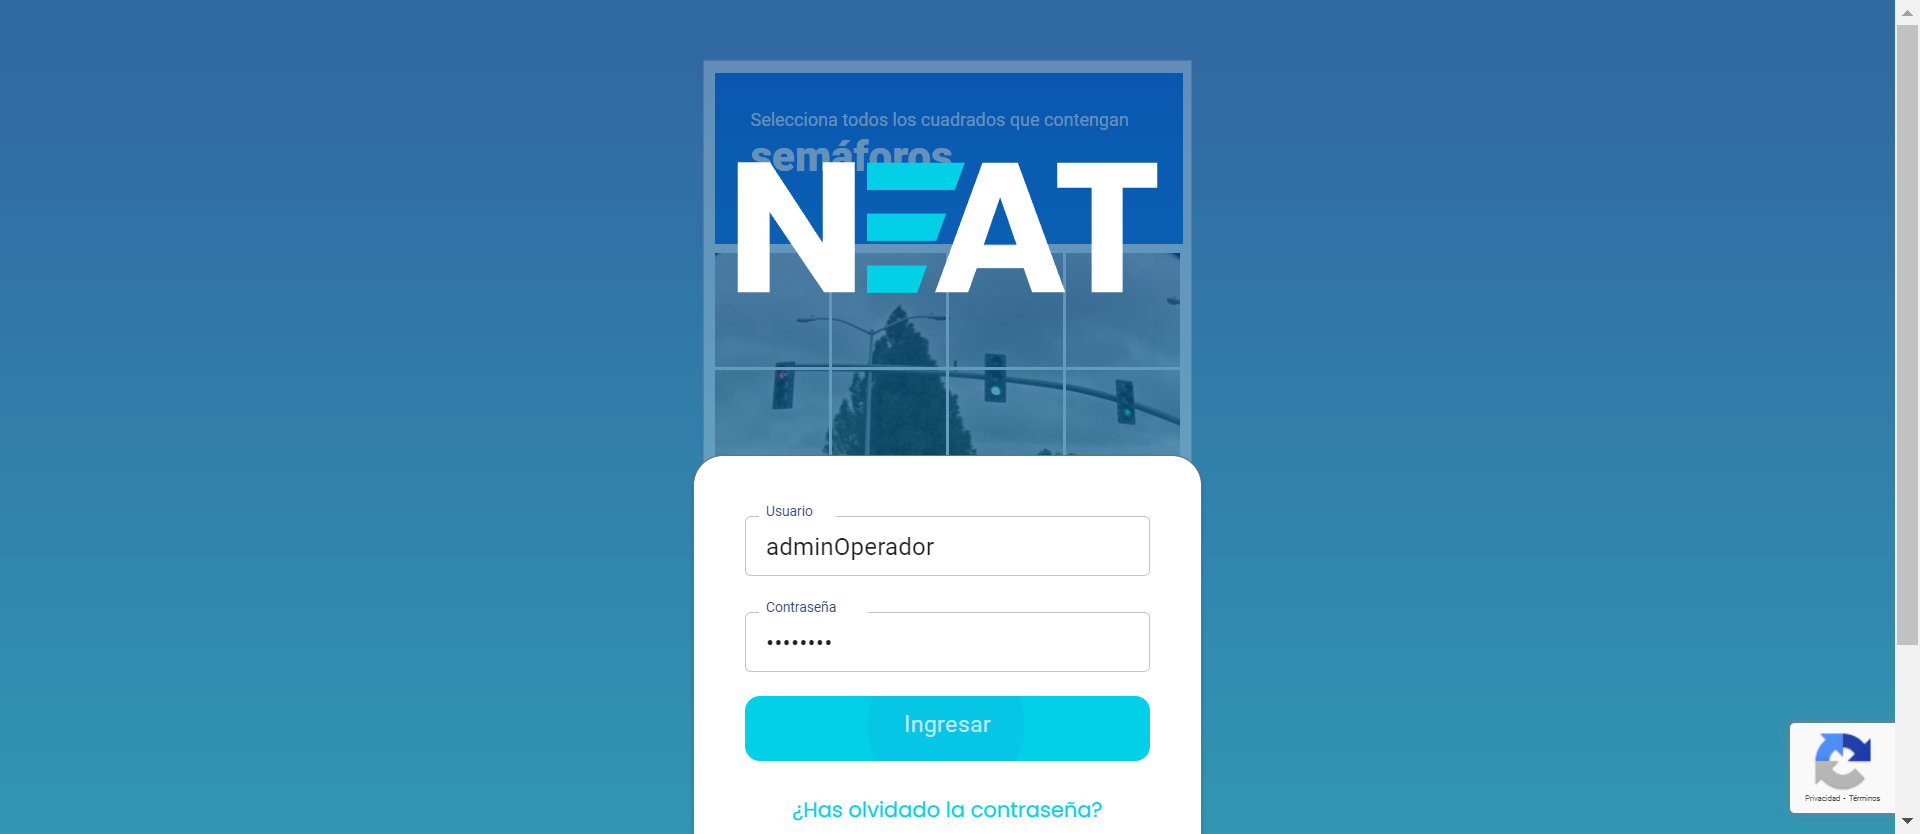 Selecciona todos los cuadrados que contengan
semáforos
NEAT
Usuario
adminOperador
Contraseña
••••••••
Ingresar
¿Has olvidado la contraseña?
Privacidad - Términos